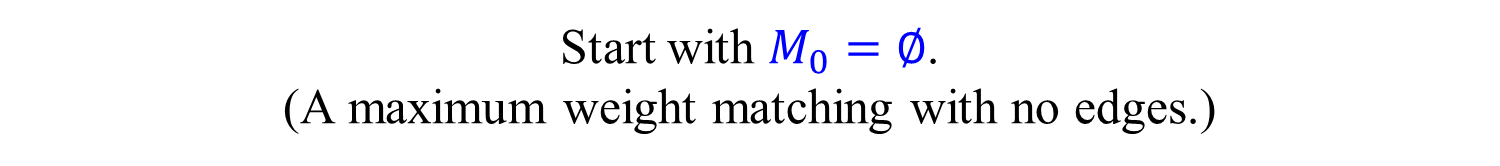 Start with M₀ = ∅.
(A maximum weight matching with no edges.)